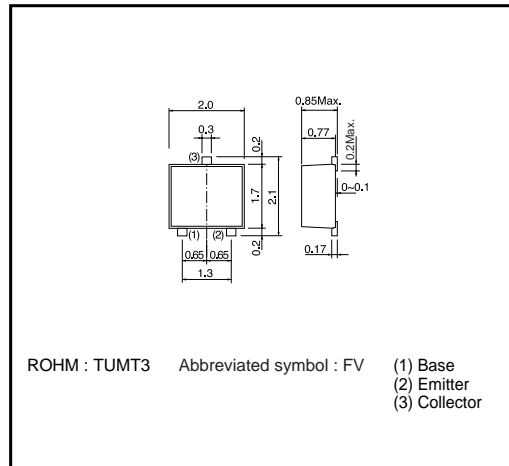 2.0
0.3
(3)
0.2
1.7
2.1
0.2
(1) (2)
0.65 0.65
1.3
0.85Max.
0.77
0.2Max.
0~0.1
0.17
ROHM : TUMT3 Abbreviated symbol : FV (1) Base
(2) Emitter
(3) Collector